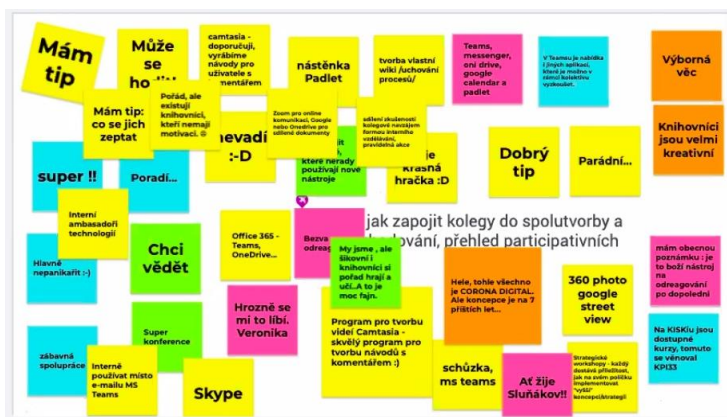 Mám
tip
Může
se
camtasia -
doporučuji,
vyrábíme
návody pro
uživatele s
nástěnka
Padlet
tvorba vlastní
wiki /uchování
procesů/
Teams,
messenger,
oni drive,
google
calendar a
padlet
V Teamsu je nabídka
i jiných aplikací,
které je možno v
rámci kolektivu
vyzkoušet.
Výborná
věc
Mám tip:
co se jich
zeptat
Pořád, ale
existují
knihovníci,
kteří nemají
motivaci.
nevadí
:-D
Zoom pro online
komunikaci, Google
nebo Onedrive pro
sdílené dokumenty
které nerady
používají nové
nástroje
sdílení zkušeností
kolegově navzájem
formou interního
vzdělávání,
pravidelná akce
krásná
hračka :D
Dobrý
tip
Parádní...
Knihovníci
jsou velmi
kreativní
super !!
Poradí...
Interní
ambasadoři
technologií
Hlavně
nepanikařit :-)
Chci
vědět
Office 365 -
Teams,
OneDrive...
Bezva
jak zapojit kolegy do spolutvorby a
přehled participativních
My jsme , ale
šikovní i
knihovníci si
pořad hrají a
učí..A to je
moc fajn.
Hele, tohle všechno
je CORONA DIGITAL.
Ale koncepce je na 7
příštích let...
360 photo
google
street
view
mám obecnou
poznámku : je
to boží nástroj
na
odreagování
po dopoledni
Hrozně se
mi to líbí.
Veronika
Super
konference
zábavná
spolupráce
Interně
používat místo
e-mailu MS
Teams
Skype
Program pro tvorbu
videí Camtasia -
skvělý program pro
tvorbu návodů s
komentářem :)
schůzka,
ms teams
Ať žije
Sluňákov!!
Strategické workshopy - každý
dostává příležitost,
jak na svém políčku
implementovat
"vyšší"
koncepci/strategii
Na KISKiu jsou
dostupné
kurzy, tomuto
se věnoval
KPI33